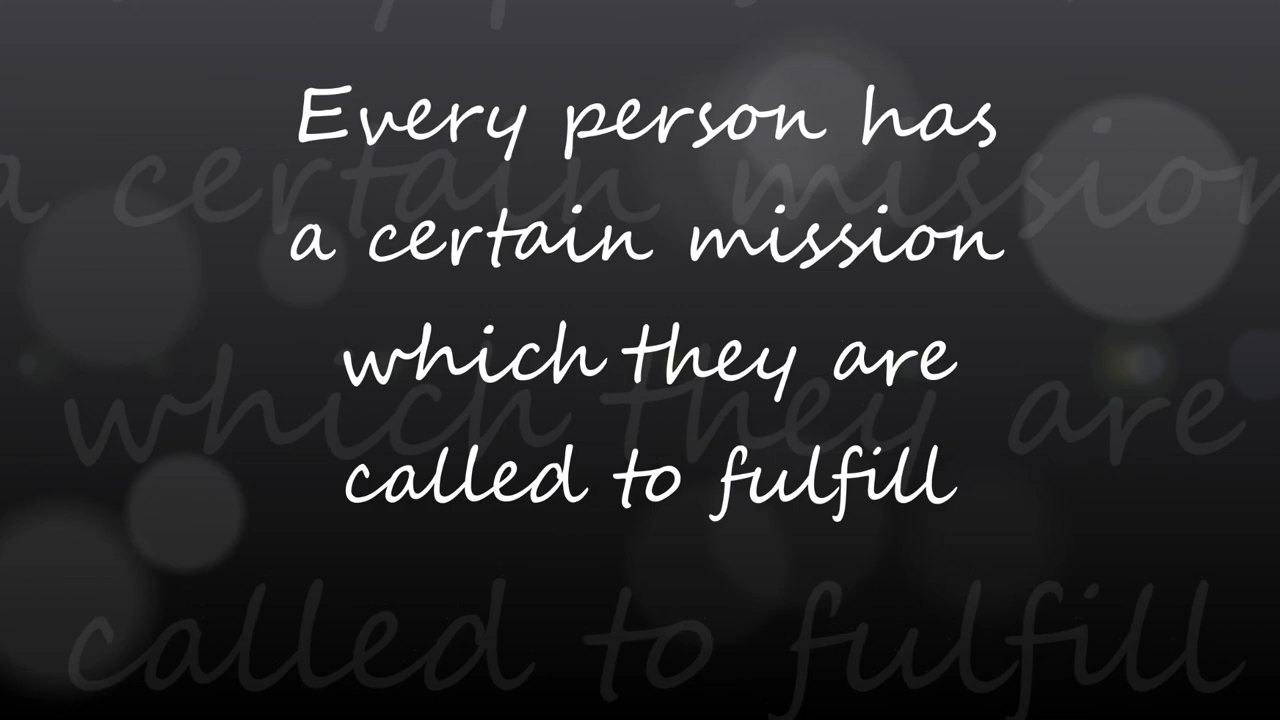 Every person has
a certain mission
which they are
called to fulfill